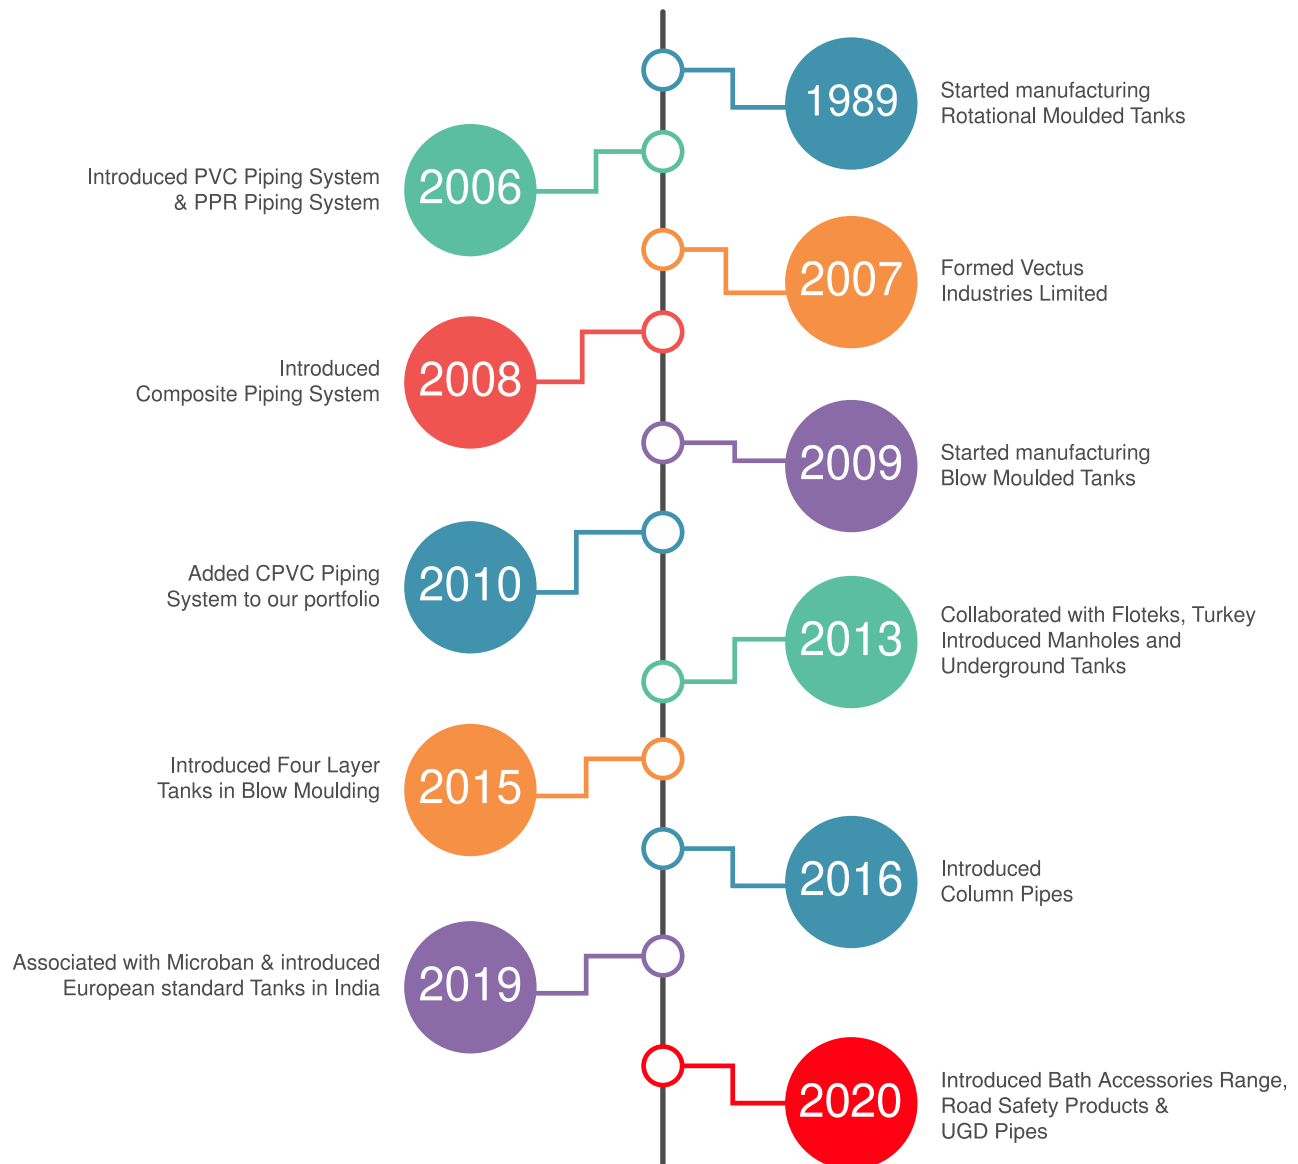 1989
Started manufacturing
Rotational Moulded Tanks
2006
Introduced PVC Piping System
& PPR Piping System
2007
Formed Vectus
Industries Limited
2008
Introduced
Composite Piping System
2009
Started manufacturing
Blow Moulded Tanks
2010
Added CPVC Piping
System to our portfolio
2013
Collaborated with Floteks, Turkey
Introduced Manholes and
Underground Tanks
2015
Introduced Four Layer
Tanks in Blow Moulding
2016
Introduced
Column Pipes
2019
Associated with Microban & introduced
European standard Tanks in India
2020
Introduced Bath Accessories Range,
Road Safety Products &
UGD Pipes